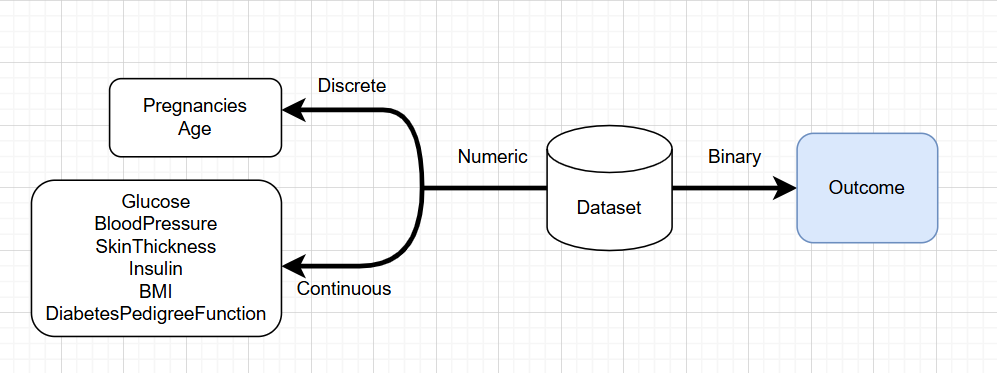 Discrete
Pregnancies
Age
Numeric
Binary
Dataset
Outcome
Glucose
BloodPressure
SkinThickness
Insulin
BMI
DiabetesPedigreeFunction
Continuous